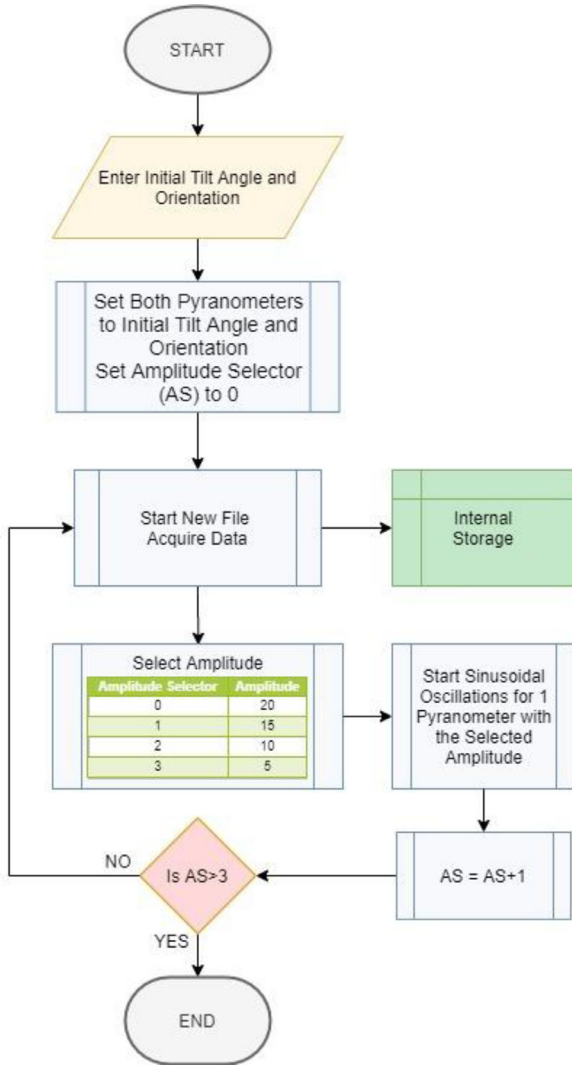 START
Enter Initial Tilt Angle and
Orientation
Set Both Pyranometers
to Initial Tilt Angle and
Orientation
Set Amplitude Selector
(AS) to 0
Start New File
Acquire Data
Internal
Storage
Select Amplitude
Amplitude Selector Amplitude
0 20
1 15
2 10
3 5
Start Sinusoidal
Oscillations for 1
Pyranometer with
the Selected
Amplitude
AS = AS+1
Is AS>3
NO
YES
END